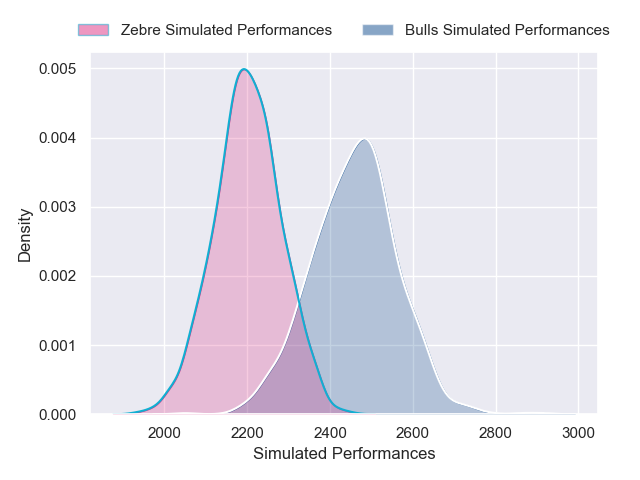 Zebre Simulated Performances Bulls Simulated Performances
0.005
0.004
0.003
0.002
0.001
0.000
Density
2000 2200 2400 2600 2800 3000
Simulated Performances